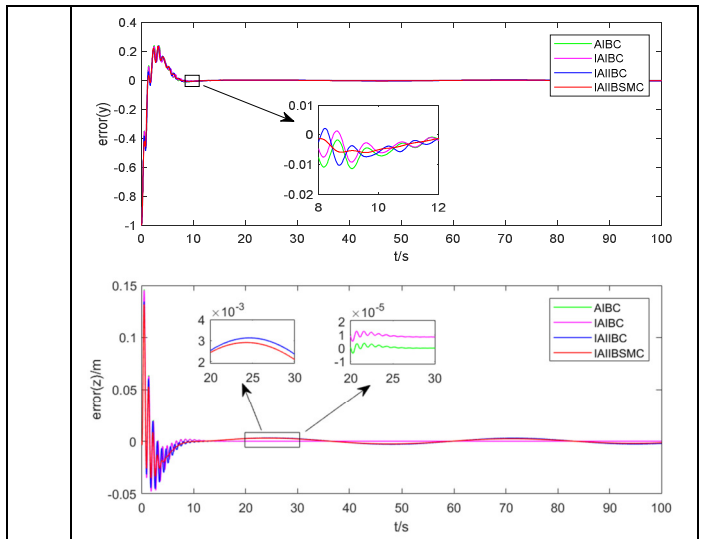 0.4
0.2
0
-0.2
-0.4
-0.6
-0.8
-1
error(y)
AIBC
IAIBC
IAIIBC
IAIIBSMC
0.01
0
-0.01
-0.02
8 10 12
0 10 20 30 40 50 60 70 80 90 100
t/s
0.15
0.1
0.05
0
-0.05
error(z)/m
×10⁻³
4
3
2
20 25 30
×10⁻⁵
2
1
0
-1
20 25 30
AIBC
IAIBC
IAIIBC
IAIIBSMC
0 10 20 30 40 50 60 70 80 90 100
t/s